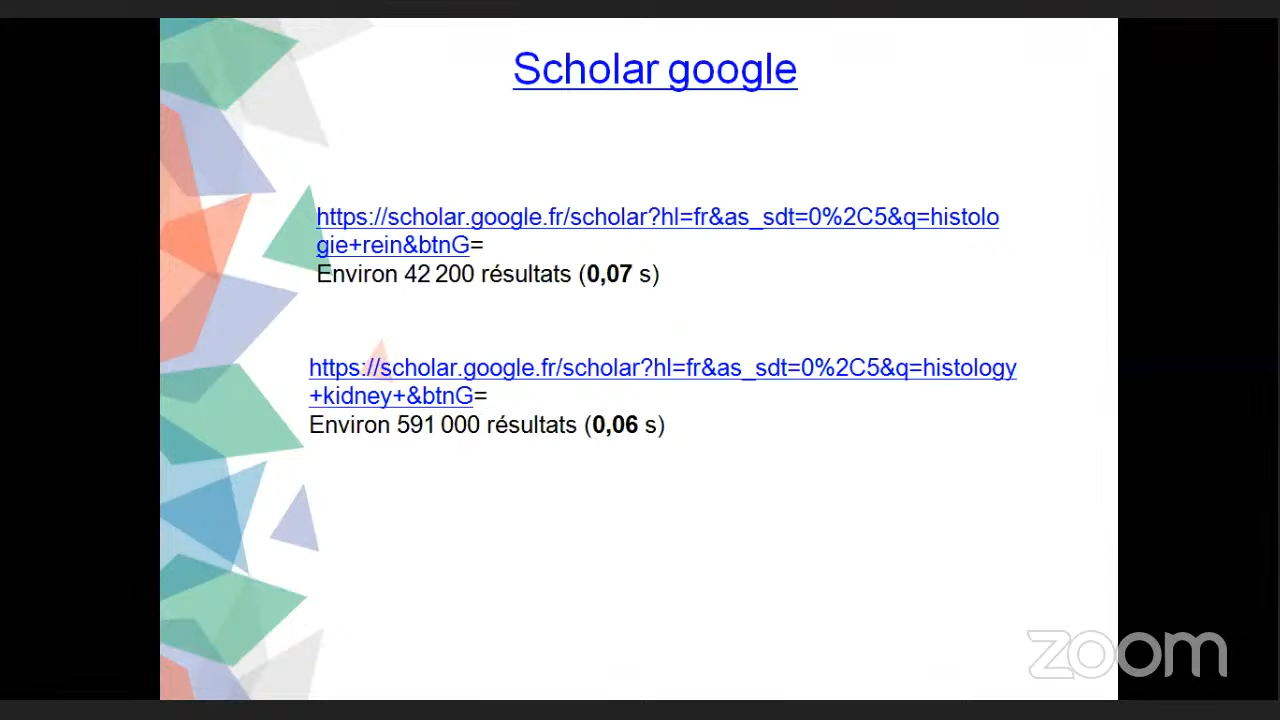 Scholar google
https://scholar.google.fr/scholar?hl=fr&as_sdt=0%2C5&q=histolo
gie+rein&btnG=
Environ 42 200 résultats (0,07 s)
https://scholar.google.fr/scholar?hl=fr&as_sdt=0%2C5&q=histology
+kidney+&btnG=
Environ 591 000 résultats (0,06 s)
zoom